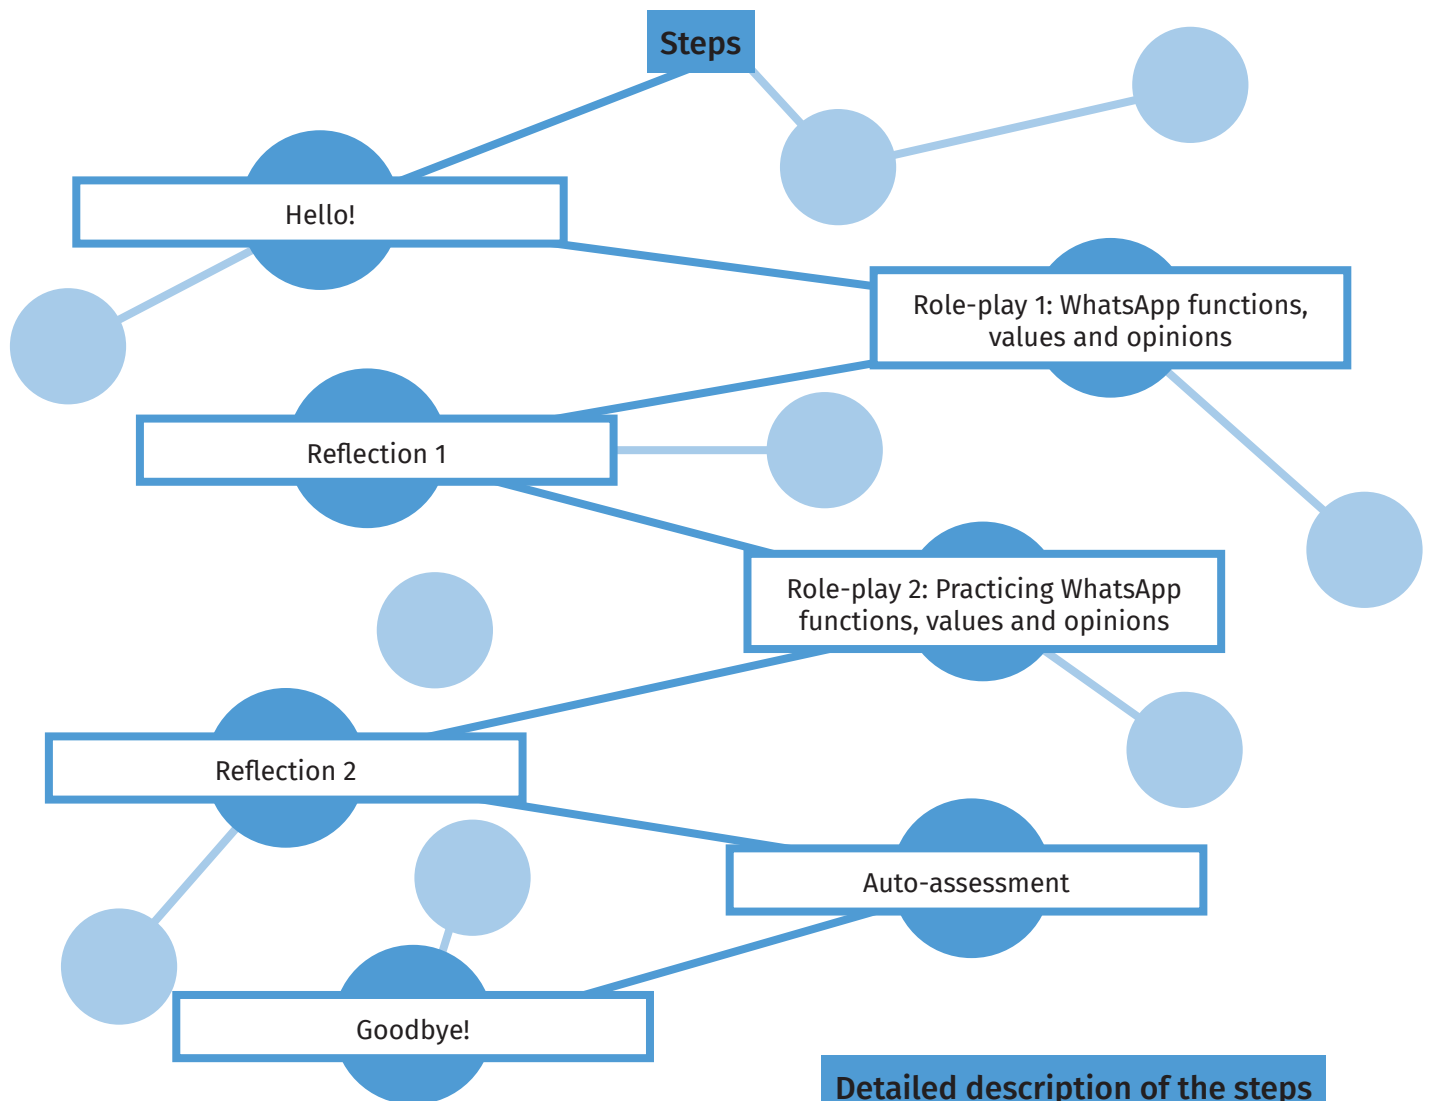 Steps
Hello!
Role-play 1: WhatsApp functions,
values and opinions
Reflection 1
Role-play 2: Practicing WhatsApp
functions, values and opinions
Reflection 2
Auto-assessment
Goodbye!
Detailed description of the steps